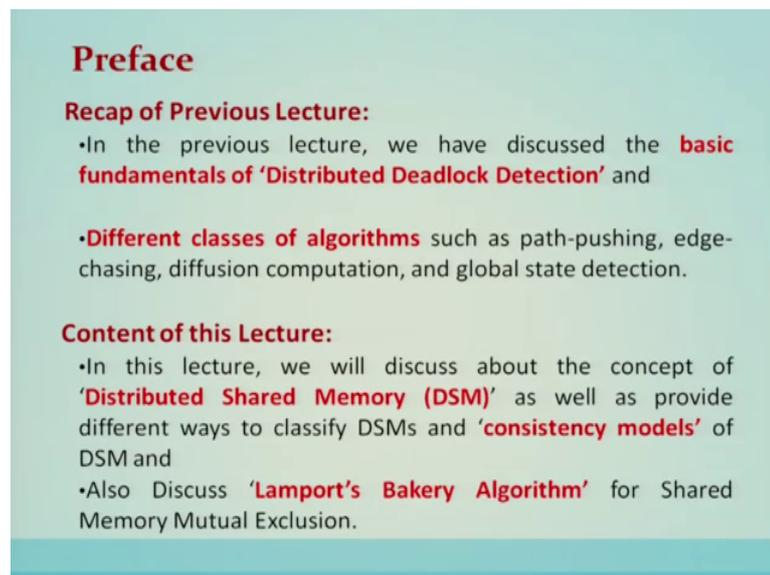 Preface
Recap of Previous Lecture:
•In the previous lecture, we have discussed the basic
fundamentals of ‘Distributed Deadlock Detection’ and
•Different classes of algorithms such as path-pushing, edge-
chasing, diffusion computation, and global state detection.
Content of this Lecture:
•In this lecture, we will discuss about the concept of
‘Distributed Shared Memory (DSM)’ as well as provide
different ways to classify DSMs and ‘consistency models’ of
DSM and
•Also Discuss ‘Lamport’s Bakery Algorithm’ for Shared
Memory Mutual Exclusion.